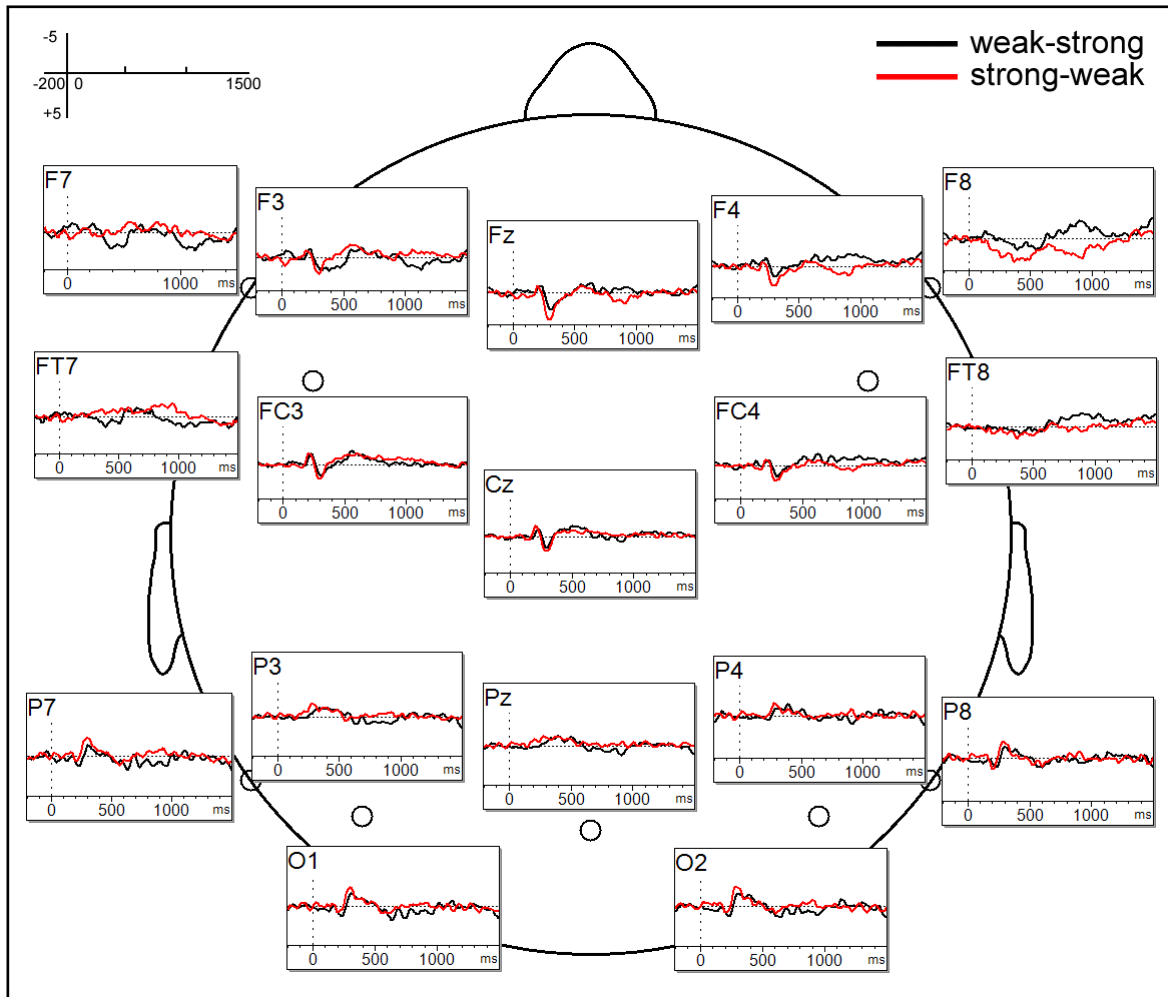 -5
-200 0 1500
+5
weak-strong
strong-weak
F7
0 1000 ms
F3
0 500 1000 ms
Fz
0 500 1000 ms
F4
0 500 1000 ms
F8
0 500 1000 ms
FT7
0 500 1000 ms
FC3
0 500 1000 ms
Cz
0 500 1000 ms
FC4
0 500 1000 ms
FT8
0 500 1000 ms
P7
0 500 1000 ms
P3
0 500 1000 ms
Pz
0 500 1000 ms
P4
0 500 1000 ms
P8
0 500 1000 ms
O1
0 500 1000 ms
O2
0 500 1000 ms